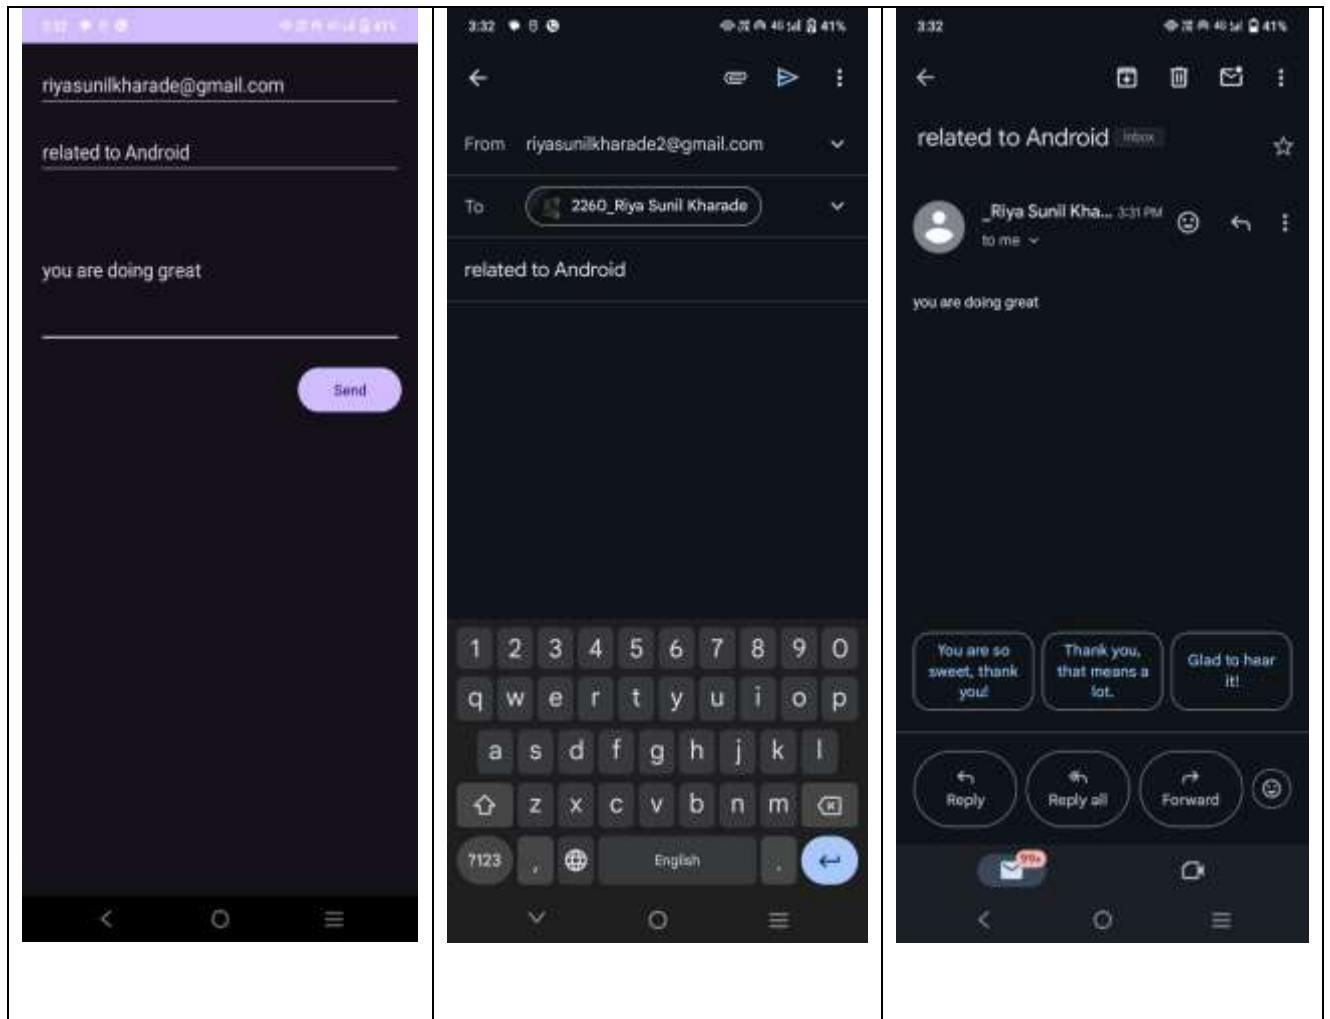 riyasunilkharade@gmail.com
related to Android
you are doing great
Send
3:32
41%
From riyasunilkharade2@gmail.com
To 2260_Riya Sunil Kharade
related to Android
1 2 3 4 5 6 7 8 9 0
q w e r t y u i o p
a s d f g h j k l
z x c v b n m
?123 , English .
3:32
41%
related to Android Inbox
_Riya Sunil Kha... 3:31 PM
to me
you are doing great
You are so sweet, thank you!
Thank you, that means a lot.
Glad to hear it!
Reply
Reply all
Forward
99+